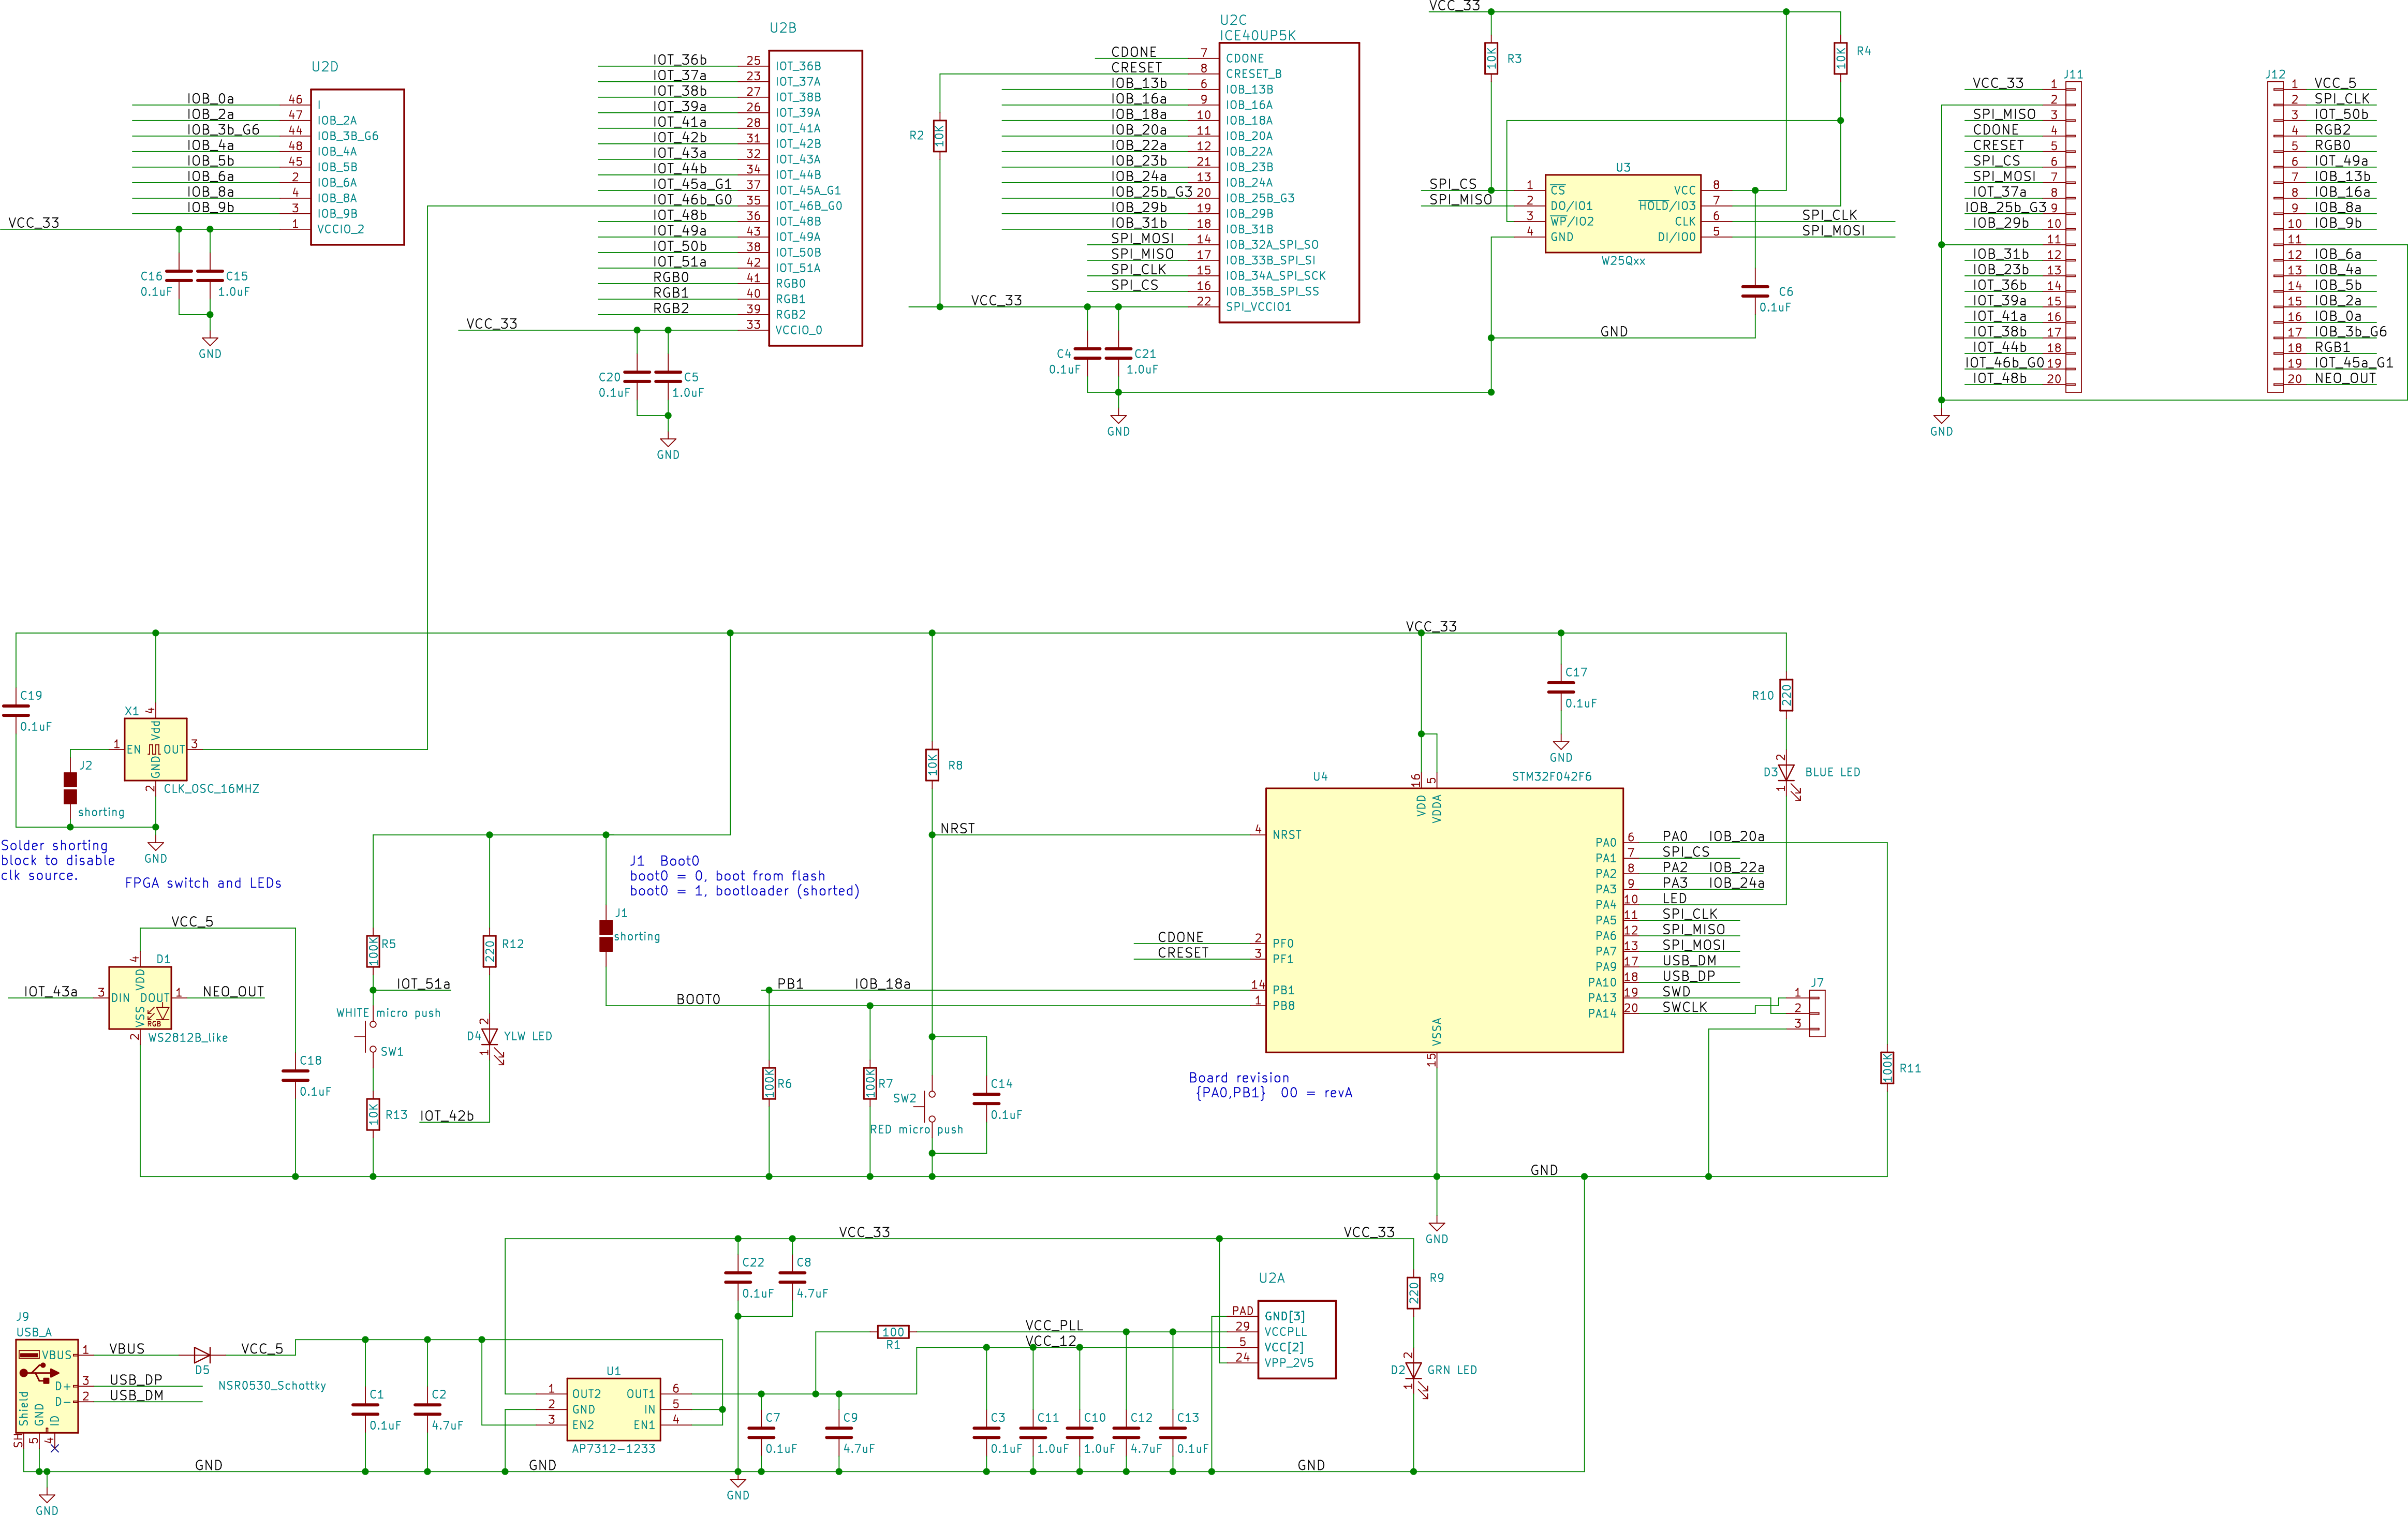 U2D
IOB_0a 46 I
IOB_2a 47 IOB_2A
IOB_3b_G6 44 IOB_3B_G6
IOB_4a 48 IOB_4A
IOB_5b 45 IOB_5B
IOB_6a 2 IOB_6A
IOB_8a 4 IOB_8A
IOB_9b 3 IOB_9B
VCC_33 1 VCCIO_2
C16 C15
0.1uF 1.0uF
GND
U2B
IOT_36b 25 IOT_36B
IOT_37a 23 IOT_37A
IOT_38b 27 IOT_38B
IOT_39a 26 IOT_39A
IOT_41a 28 IOT_41A
IOT_42b 31 IOT_42B
IOT_43a 32 IOT_43A
IOT_44b 34 IOT_44B
IOT_45a_G1 37 IOT_45A_G1
IOT_46b_G0 35 IOT_46B_G0
IOT_48b 36 IOT_48B
IOT_49a 43 IOT_49A
IOT_50b 38 IOT_50B
IOT_51a 42 IOT_51A
RGB0 41 RGB0
RGB1 40 RGB1
RGB2 39 RGB2
VCC_33 33 VCCIO_0
C20 C5
0.1uF 1.0uF
GND
U2C
ICE40UP5K
CDONE 7 CDONE
CRESET 8 CRESET_B
IOB_13b 6 IOB_13B
IOB_16a 9 IOB_16A
IOB_18a 10 IOB_18A
IOB_20a 11 IOB_20A
IOB_22a 12 IOB_22A
IOB_23b 21 IOB_23B
IOB_24a 13 IOB_24A
IOB_25b_G3 20 IOB_25B_G3
IOB_29b 19 IOB_29B
IOB_31b 18 IOB_31B
SPI_MOSI 14 IOB_32A_SPI_SO
SPI_MISO 17 IOB_33B_SPI_SI
SPI_CLK 15 IOB_34A_SPI_SCK
SPI_CS 16 IOB_35B_SPI_SS
VCC_33 22 SPI_VCCIO1
R2 10K
C4 C21
0.1uF 1.0uF
GND
VCC_33
10K R3
10K R4
U3
SPI_CS 1 CS VCC 8
SPI_MISO 2 DO/IO1 HOLD/IO3 7
3 WP/IO2 CLK 6 SPI_CLK
4 GND DI/IO0 5 SPI_MOSI
W25Qxx
C6
0.1uF
GND
J11
VCC_33 1
2
SPI_MISO 3
CDONE 4
CRESET 5
SPI_CS 6
SPI_MOSI 7
IOT_37a 8
IOB_25b_G3 9
IOB_29b 10
11
IOB_31b 12
IOB_23b 13
IOT_36b 14
IOT_39a 15
IOT_41a 16
IOT_38b 17
IOT_44b 18
IOT_46b_G0 19
IOT_48b 20
GND
J12
1 VCC_5
2 SPI_CLK
3 IOT_50b
4 RGB2
5 RGB0
6 IOT_49a
7 IOB_13b
8 IOB_16a
9 IOB_8a
10 IOB_9b
11
12 IOB_6a
13 IOB_4a
14 IOB_5b
15 IOB_2a
16 IOB_0a
17 IOB_3b_G6
18 RGB1
19 IOT_45a_G1
20 NEO_OUT
VCC_33
C19
0.1uF
X1
4 Vdd
1 EN OUT 3
GND 2
CLK_OSC_16MHZ
J2
shorting
GND
Solder shorting
block to disable
clk source.
FPGA switch and LEDs
VCC_5
D1
4 VDD
IOT_43a 3 DIN DOUT 1 NEO_OUT
VSS 2
RGB
WS2812B_like
C18
0.1uF
100K R5
IOT_51a
WHITE micro push
SW1
10K R13
220 R12
2
D4 YLW LED
1
IOT_42b
J1 Boot0
boot0 = 0, boot from flash
boot0 = 1, bootloader (shorted)
J1
shorting
BOOT0
PB1 IOB_18a
100K R6
100K R7
10K R8
NRST
SW2
RED micro push
C14
0.1uF
CDONE
CRESET
U4 STM32F042F6
16 VDD
5 VDDA
4 NRST
2 PF0
3 PF1
14 PB1
1 PB8
15 VSSA
PA0 6 PA0 IOB_20a
PA1 7 SPI_CS
PA2 8 PA2 IOB_22a
PA3 9 PA3 IOB_24a
PA4 10 LED
PA5 11 SPI_CLK
PA6 12 SPI_MISO
PA7 13 SPI_MOSI
PA9 17 USB_DM
PA10 18 USB_DP
PA13 19 SWD
PA14 20 SWCLK
C17
0.1uF
GND
R10 220
2
D3 BLUE LED
1
J7
1
2
3
100K R11
Board revision
{PA0,PB1} 00 = revA
GND
GND
J9
USB_A
VBUS 1 VBUS
D+ 3 USB_DP
D- 2 USB_DM
Shield GND ID
SH 5 4
GND
D5
NSR0530_Schottky
VCC_5
GND
C1
0.1uF
C2
4.7uF
U1
1 OUT2 OUT1 6
2 GND IN 5
3 EN2 EN1 4
AP7312-1233
GND
VCC_33
C22
0.1uF
C8
4.7uF
GND
C7
0.1uF
C9
4.7uF
100
R1
VCC_PLL
VCC_12
C3
0.1uF
C11
1.0uF
C10
1.0uF
C12
4.7uF
C13
0.1uF
U2A
PAD GND[3]
29 VCCPLL
5 VCC[2]
24 VPP_2V5
VCC_33
220 R9
2
D2 GRN LED
1
GND